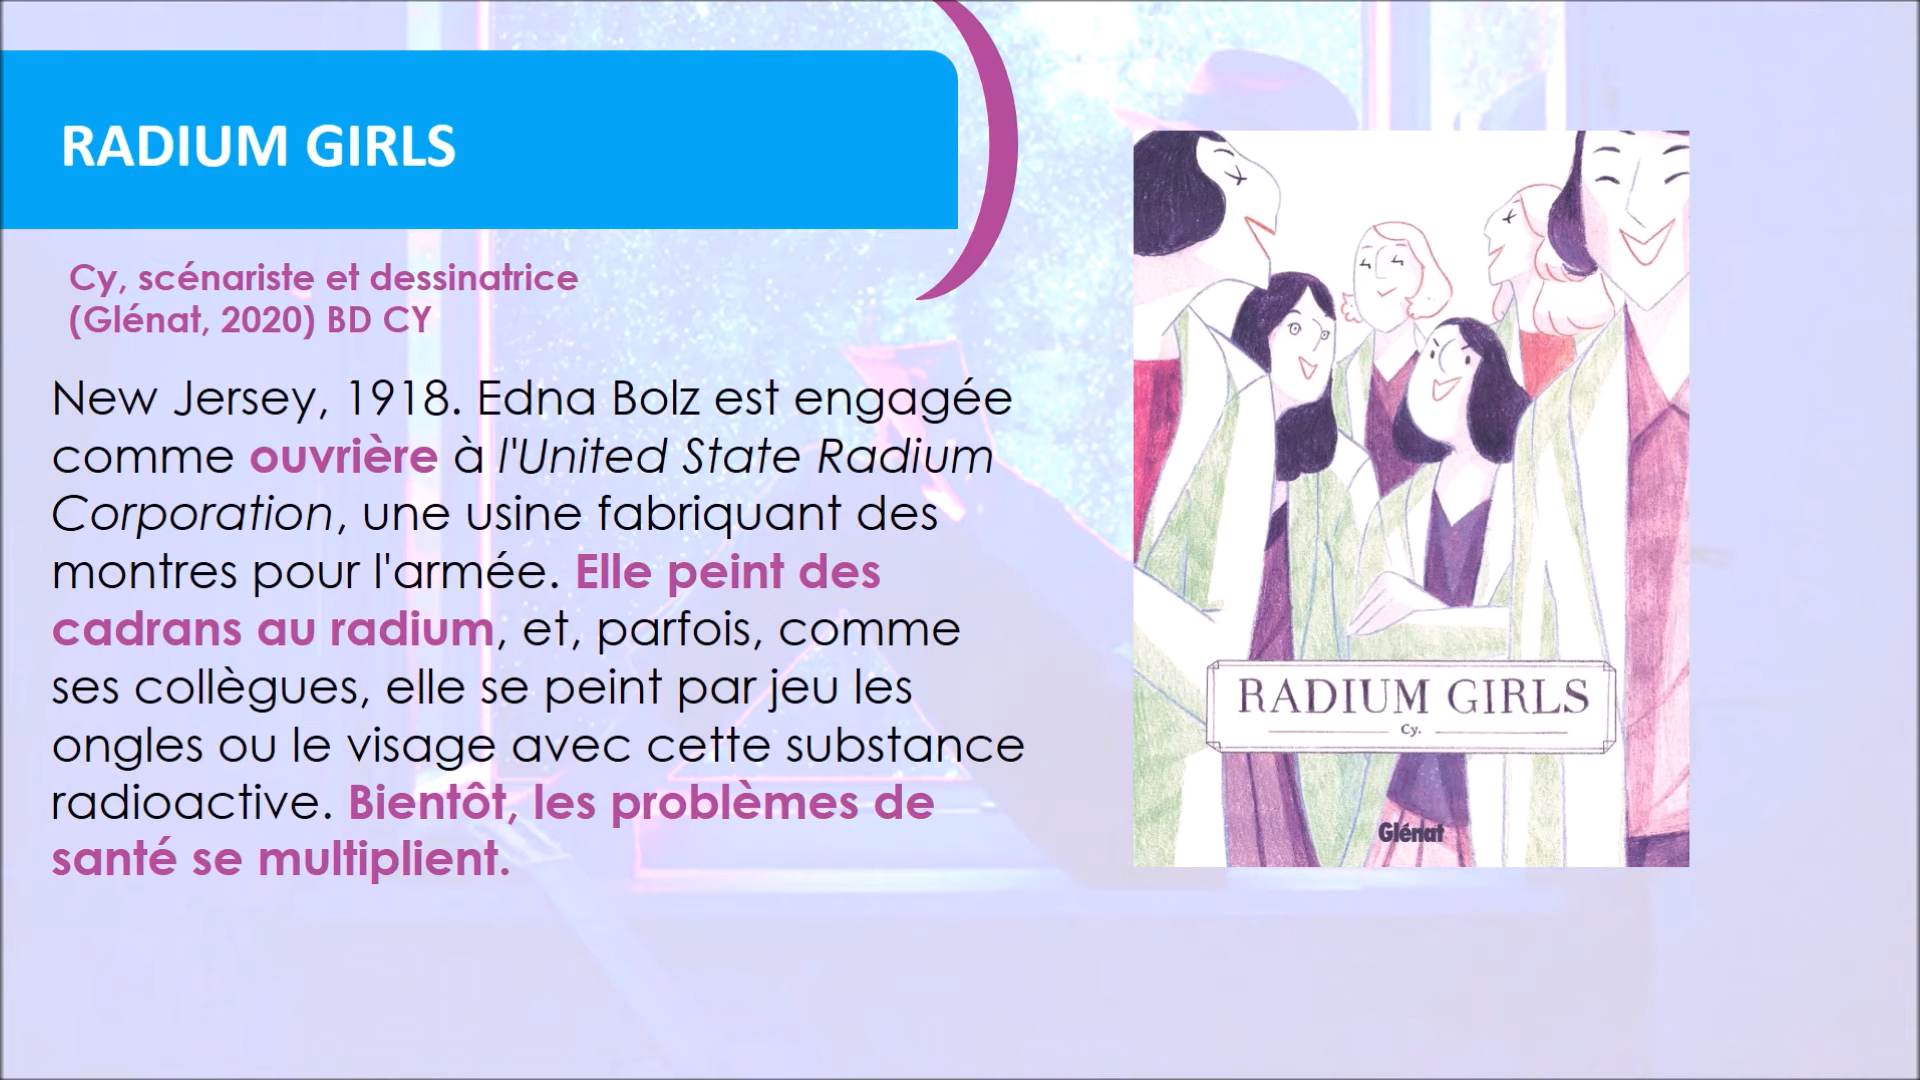 RADIUM GIRLS
Cy, scénariste et dessinatrice
(Glénat, 2020) BD CY
New Jersey, 1918. Edna Bolz est engagée
comme ouvrière à l'United State Radium
Corporation, une usine fabriquant des
montres pour l'armée. Elle peint des
cadrans au radium, et, parfois, comme
ses collègues, elle se peint par jeu les
ongles ou le visage avec cette substance
radioactive. Bientôt, les problèmes de
santé se multiplient.
RADIUM GIRLS
Cy.
Glénat